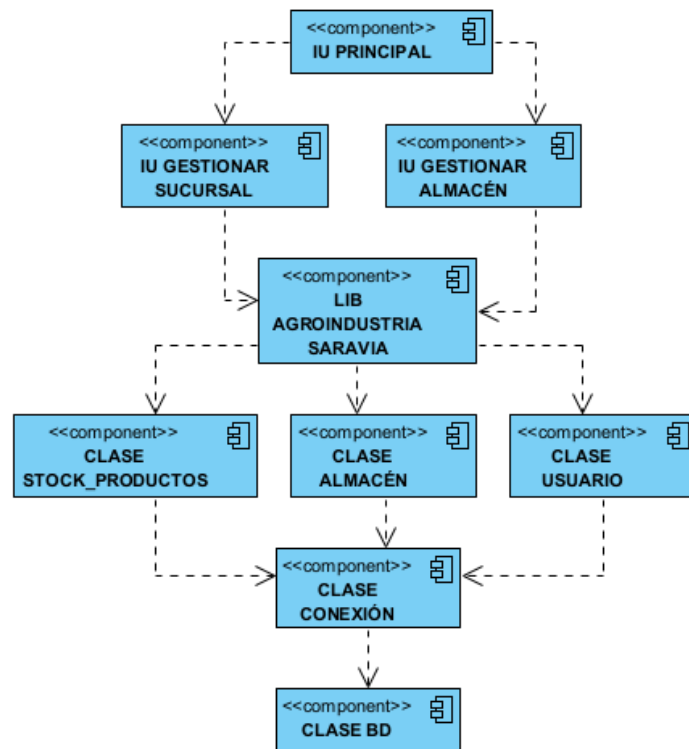 <<component>>
IU PRINCIPAL
<<component>>
IU GESTIONAR
SUCURSAL
<<component>>
IU GESTIONAR
ALMACÉN
<<component>>
LIB
AGROINDUSTRIA
SARAVIA
<<component>>
CLASE
STOCK_PRODUCTOS
<<component>>
CLASE
ALMACÉN
<<component>>
CLASE
USUARIO
<<component>>
CLASE
CONEXIÓN
<<component>>
CLASE BD